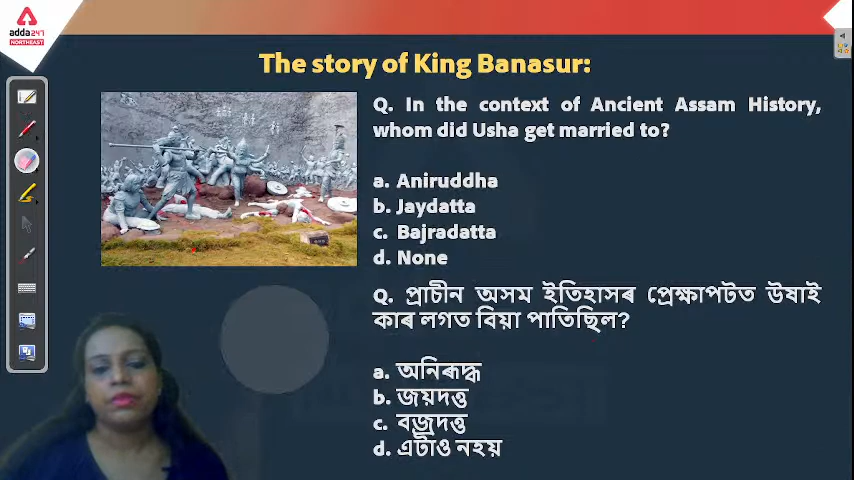 adda247
NORTHEAST
The story of King Banasur:
Q. In the context of Ancient Assam History,
whom did Usha get married to?
a. Aniruddha
b. Jaydatta
c. Bajradatta
d. None
Q. প্ৰাচীন অসম ইতিহাসৰ প্ৰেক্ষাপটত উষাই
কাৰ লগত বিয়া পাতিছিল?
a. অনিৰূদ্ধ
b. জয়দত্ত
c. বজ্ৰদত্ত
d. এটাও নহয়